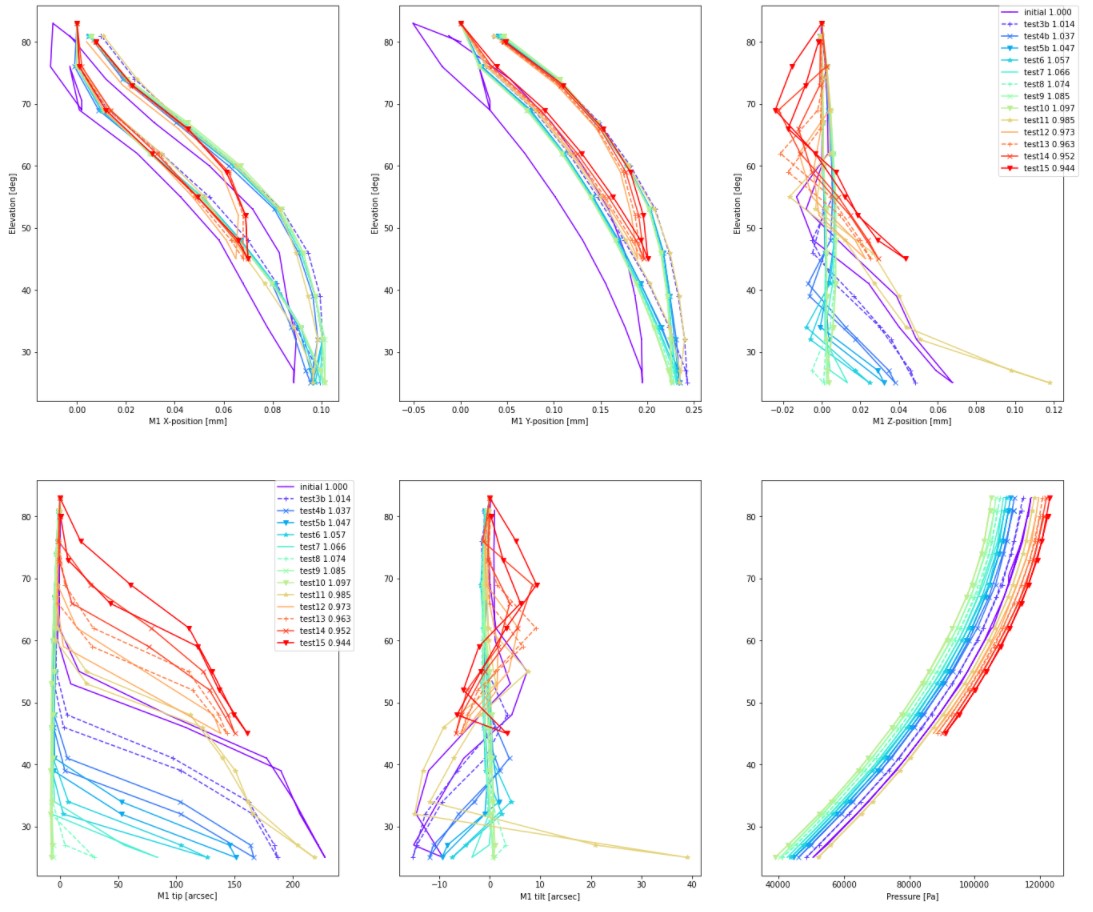 80
70
60
50
40
30
Elevation [deg]
0.00
0.02
0.04
0.06
0.08
0.10
M1 X-position [mm]
80
70
60
50
40
30
Elevation [deg]
−0.05
0.00
0.05
0.10
0.15
0.20
0.25
M1 Y-position [mm]
80
70
60
50
40
30
Elevation [deg]
−0.02
0.00
0.02
0.04
0.06
0.08
0.10
0.12
M1 Z-position [mm]
initial 1.000
test3b 1.014
test4b 1.037
test5b 1.047
test6 1.057
test7 1.066
test8 1.074
test9 1.085
test10 1.097
test11 0.985
test12 0.973
test13 0.963
test14 0.952
test15 0.944
80
70
60
50
40
30
Elevation [deg]
0
50
100
150
200
M1 tip [arcsec]
initial 1.000
test3b 1.014
test4b 1.037
test5b 1.047
test6 1.057
test7 1.066
test8 1.074
test9 1.085
test10 1.097
test11 0.985
test12 0.973
test13 0.963
test14 0.952
test15 0.944
80
70
60
50
40
30
Elevation [deg]
−10
0
10
20
30
40
M1 tilt [arcsec]
80
70
60
50
40
30
Elevation [deg]
40000
60000
80000
100000
120000
Pressure [Pa]